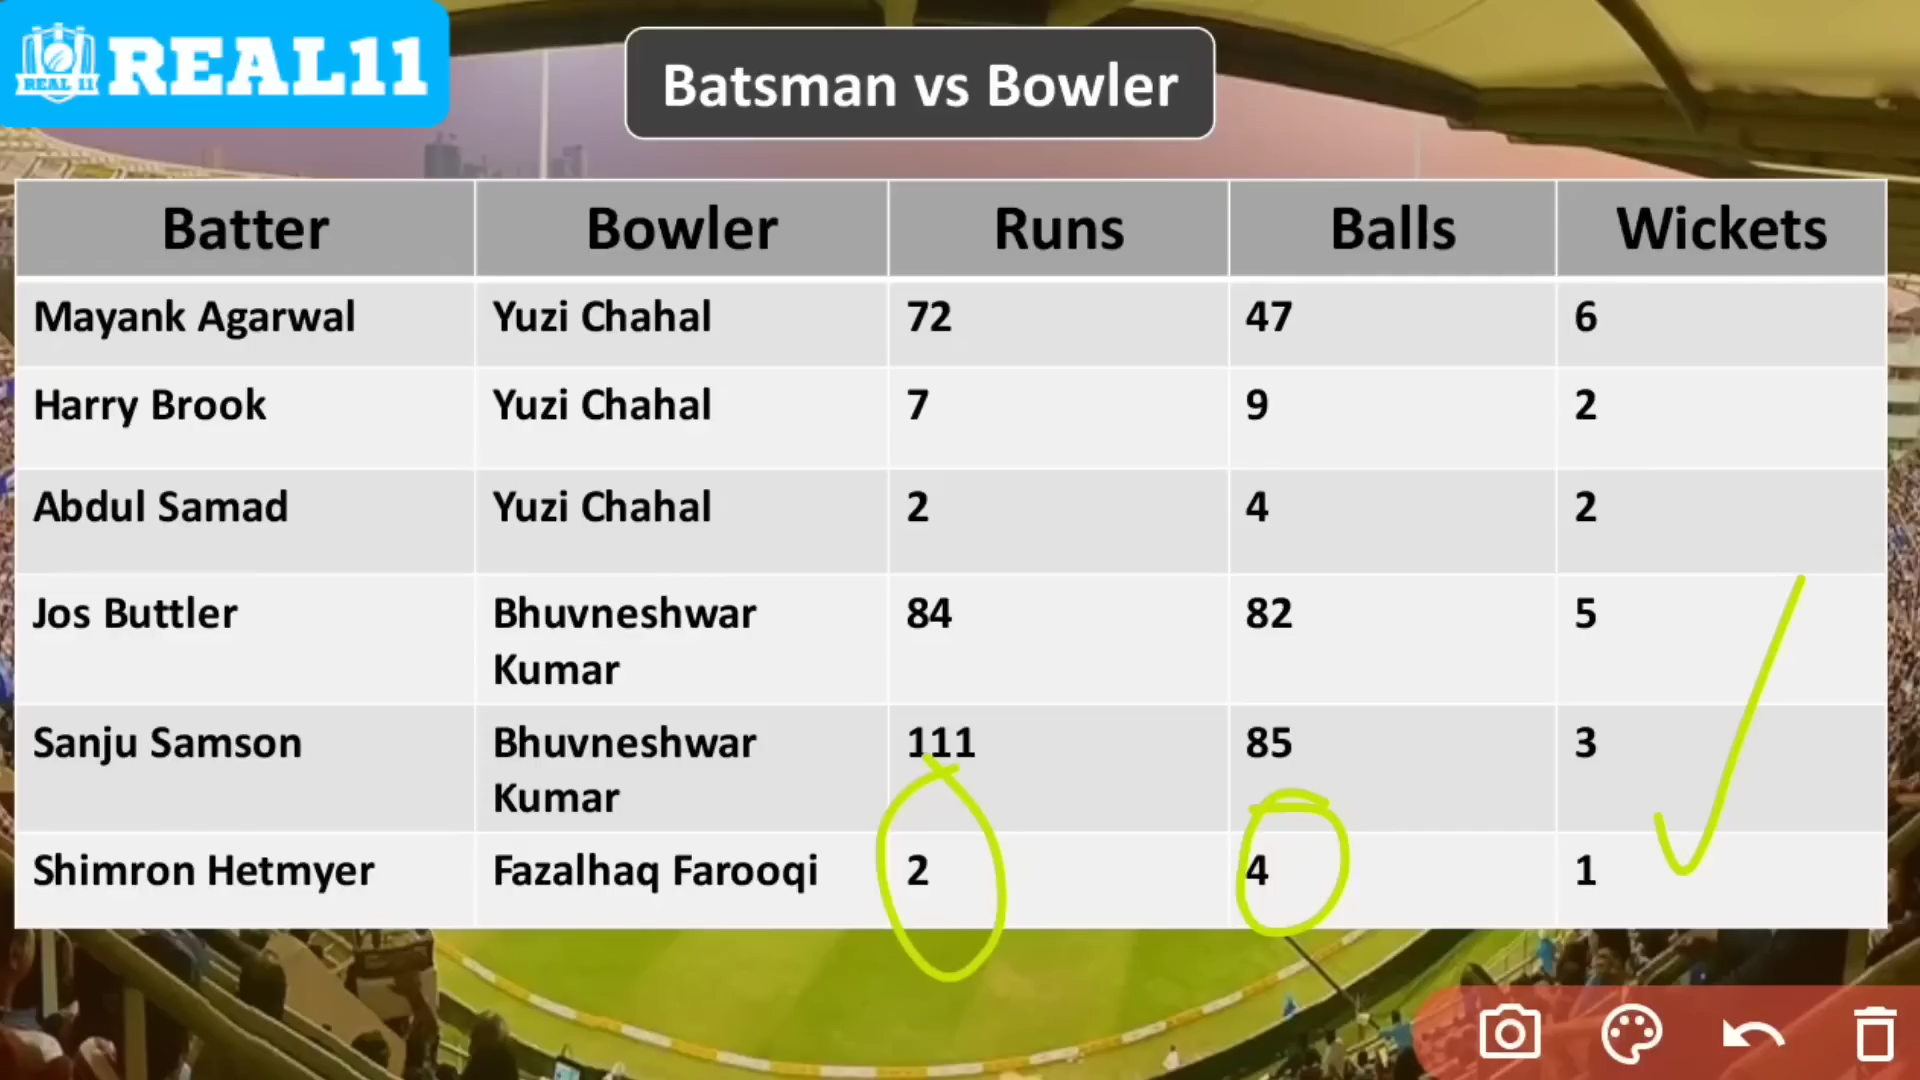 REAL 11
REAL11
Batsman vs Bowler
Batter Bowler Runs Balls Wickets
Mayank Agarwal Yuzi Chahal 72 47 6
Harry Brook Yuzi Chahal 7 9 2
Abdul Samad Yuzi Chahal 2 4 2
Jos Buttler Bhuvneshwar 84 82 5
Kumar
Sanju Samson Bhuvneshwar 111 85 3
Kumar
Shimron Hetmyer Fazalhaq Farooqi 2 4 1